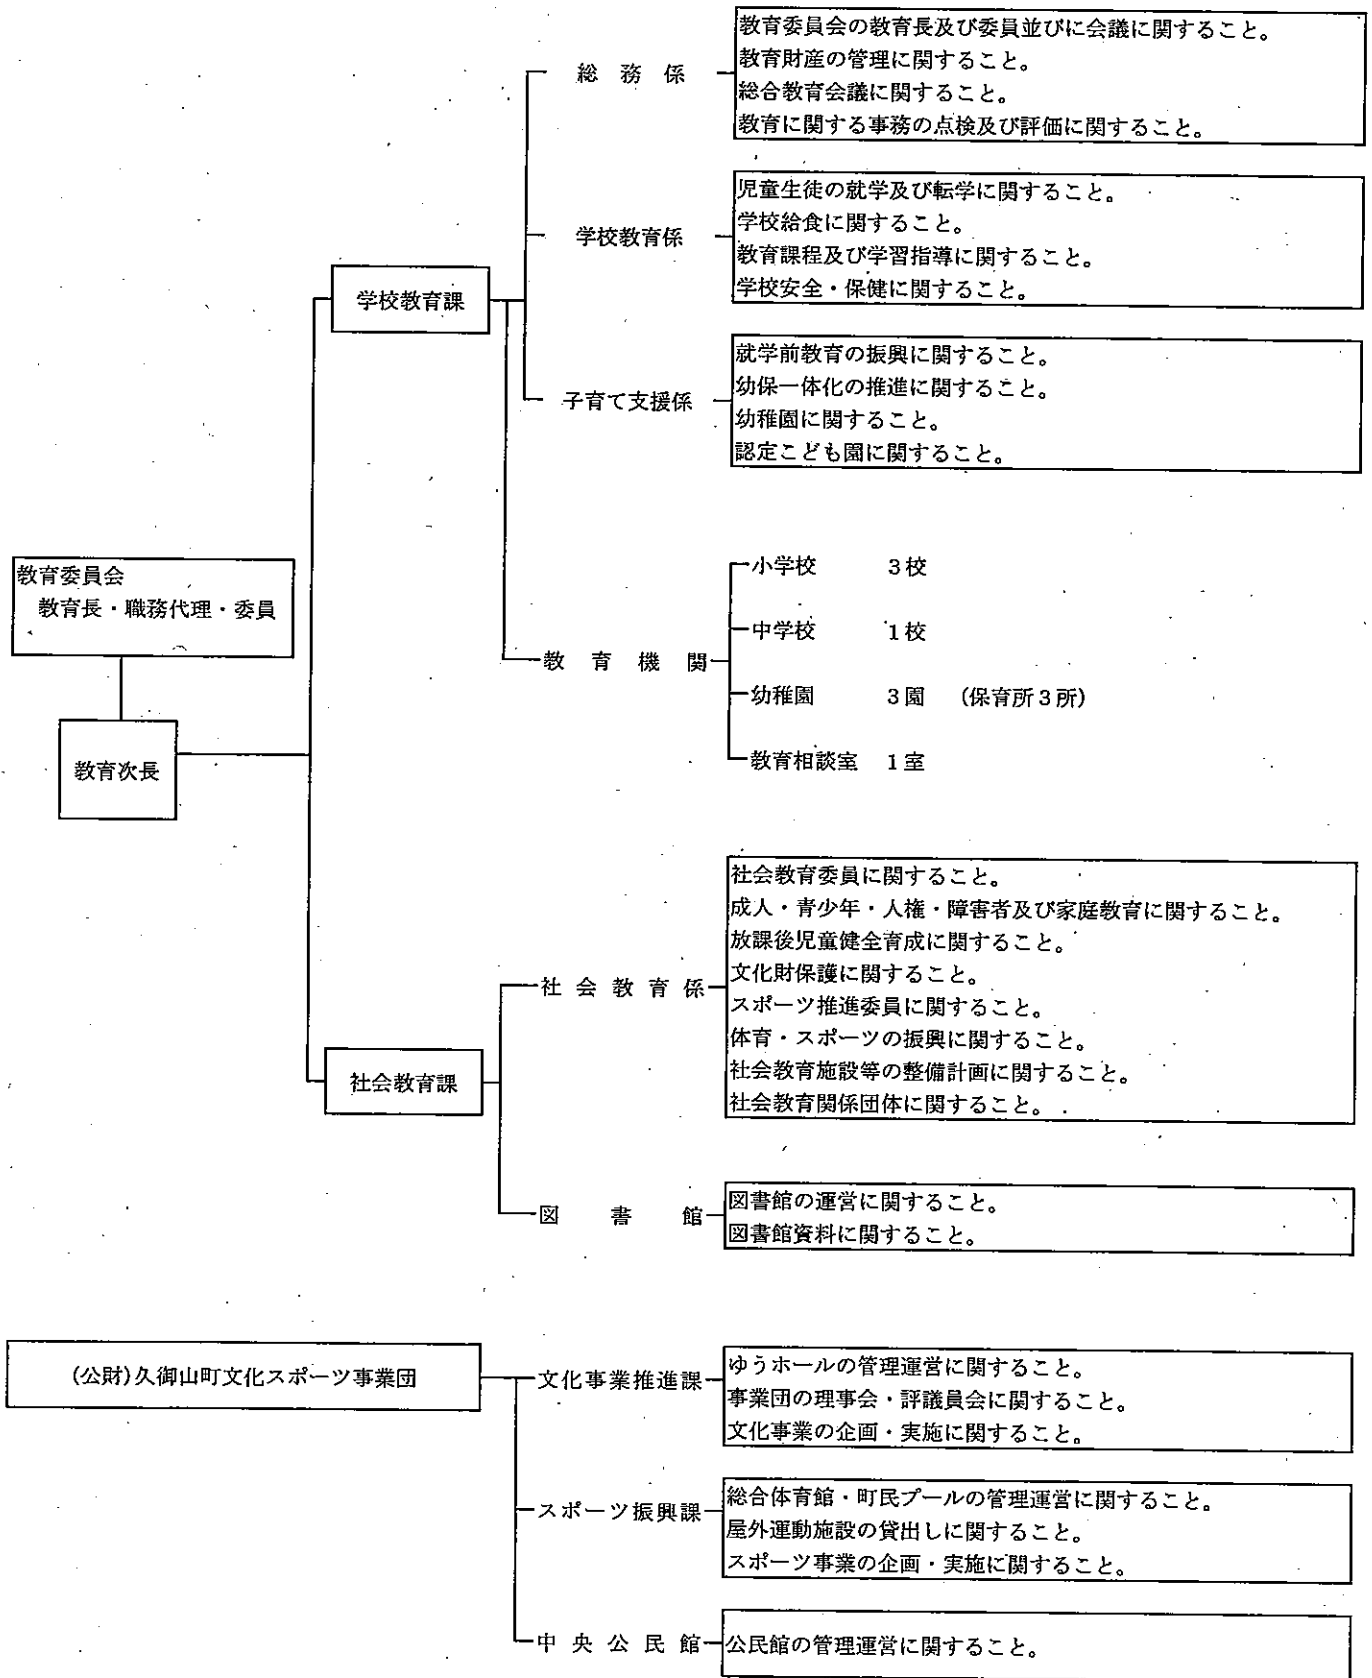 教育委員会の教育長及び委員並びに会議に関すること。
総務係
教育財産の管理に関すること。
総合教育会議に関すること。
教育に関する事務の点検及び評価に関すること。
児童生徒の就学及び転学に関すること。
学校教育係
学校給食に関すること。
教育課程及び学習指導に関すること。
学校安全・保健に関すること。
学校教育課
就学前教育の振興に関すること。
子育て支援係
幼保一体化の推進に関すること。
幼稚園に関すること。
認定こども園に関すること。
教育委員会
教育長・職務代理・委員
教育次長
教育機関
小学校 3校
中学校 1校
幼稚園 3園 (保育所3所)
教育相談室 1室
社会教育課
社会教育係
社会教育委員に関すること。
成人・青少年・人権・障害者及び家庭教育に関すること。
放課後児童健全育成に関すること。
文化財保護に関すること。
スポーツ推進委員に関すること。
体育・スポーツの振興に関すること。
社会教育施設等の整備計画に関すること。
社会教育関係団体に関すること。
図書館
図書館の運営に関すること。
図書館資料に関すること。
(公財)久御山町文化スポーツ事業団
文化事業推進課
ゆうホールの管理運営に関すること。
事業団の理事会・評議員会に関すること。
文化事業の企画・実施に関すること。
スポーツ振興課
総合体育館・町民プールの管理運営に関すること。
屋外運動施設の貸出しに関すること。
スポーツ事業の企画・実施に関すること。
中央公民館
公民館の管理運営に関すること。